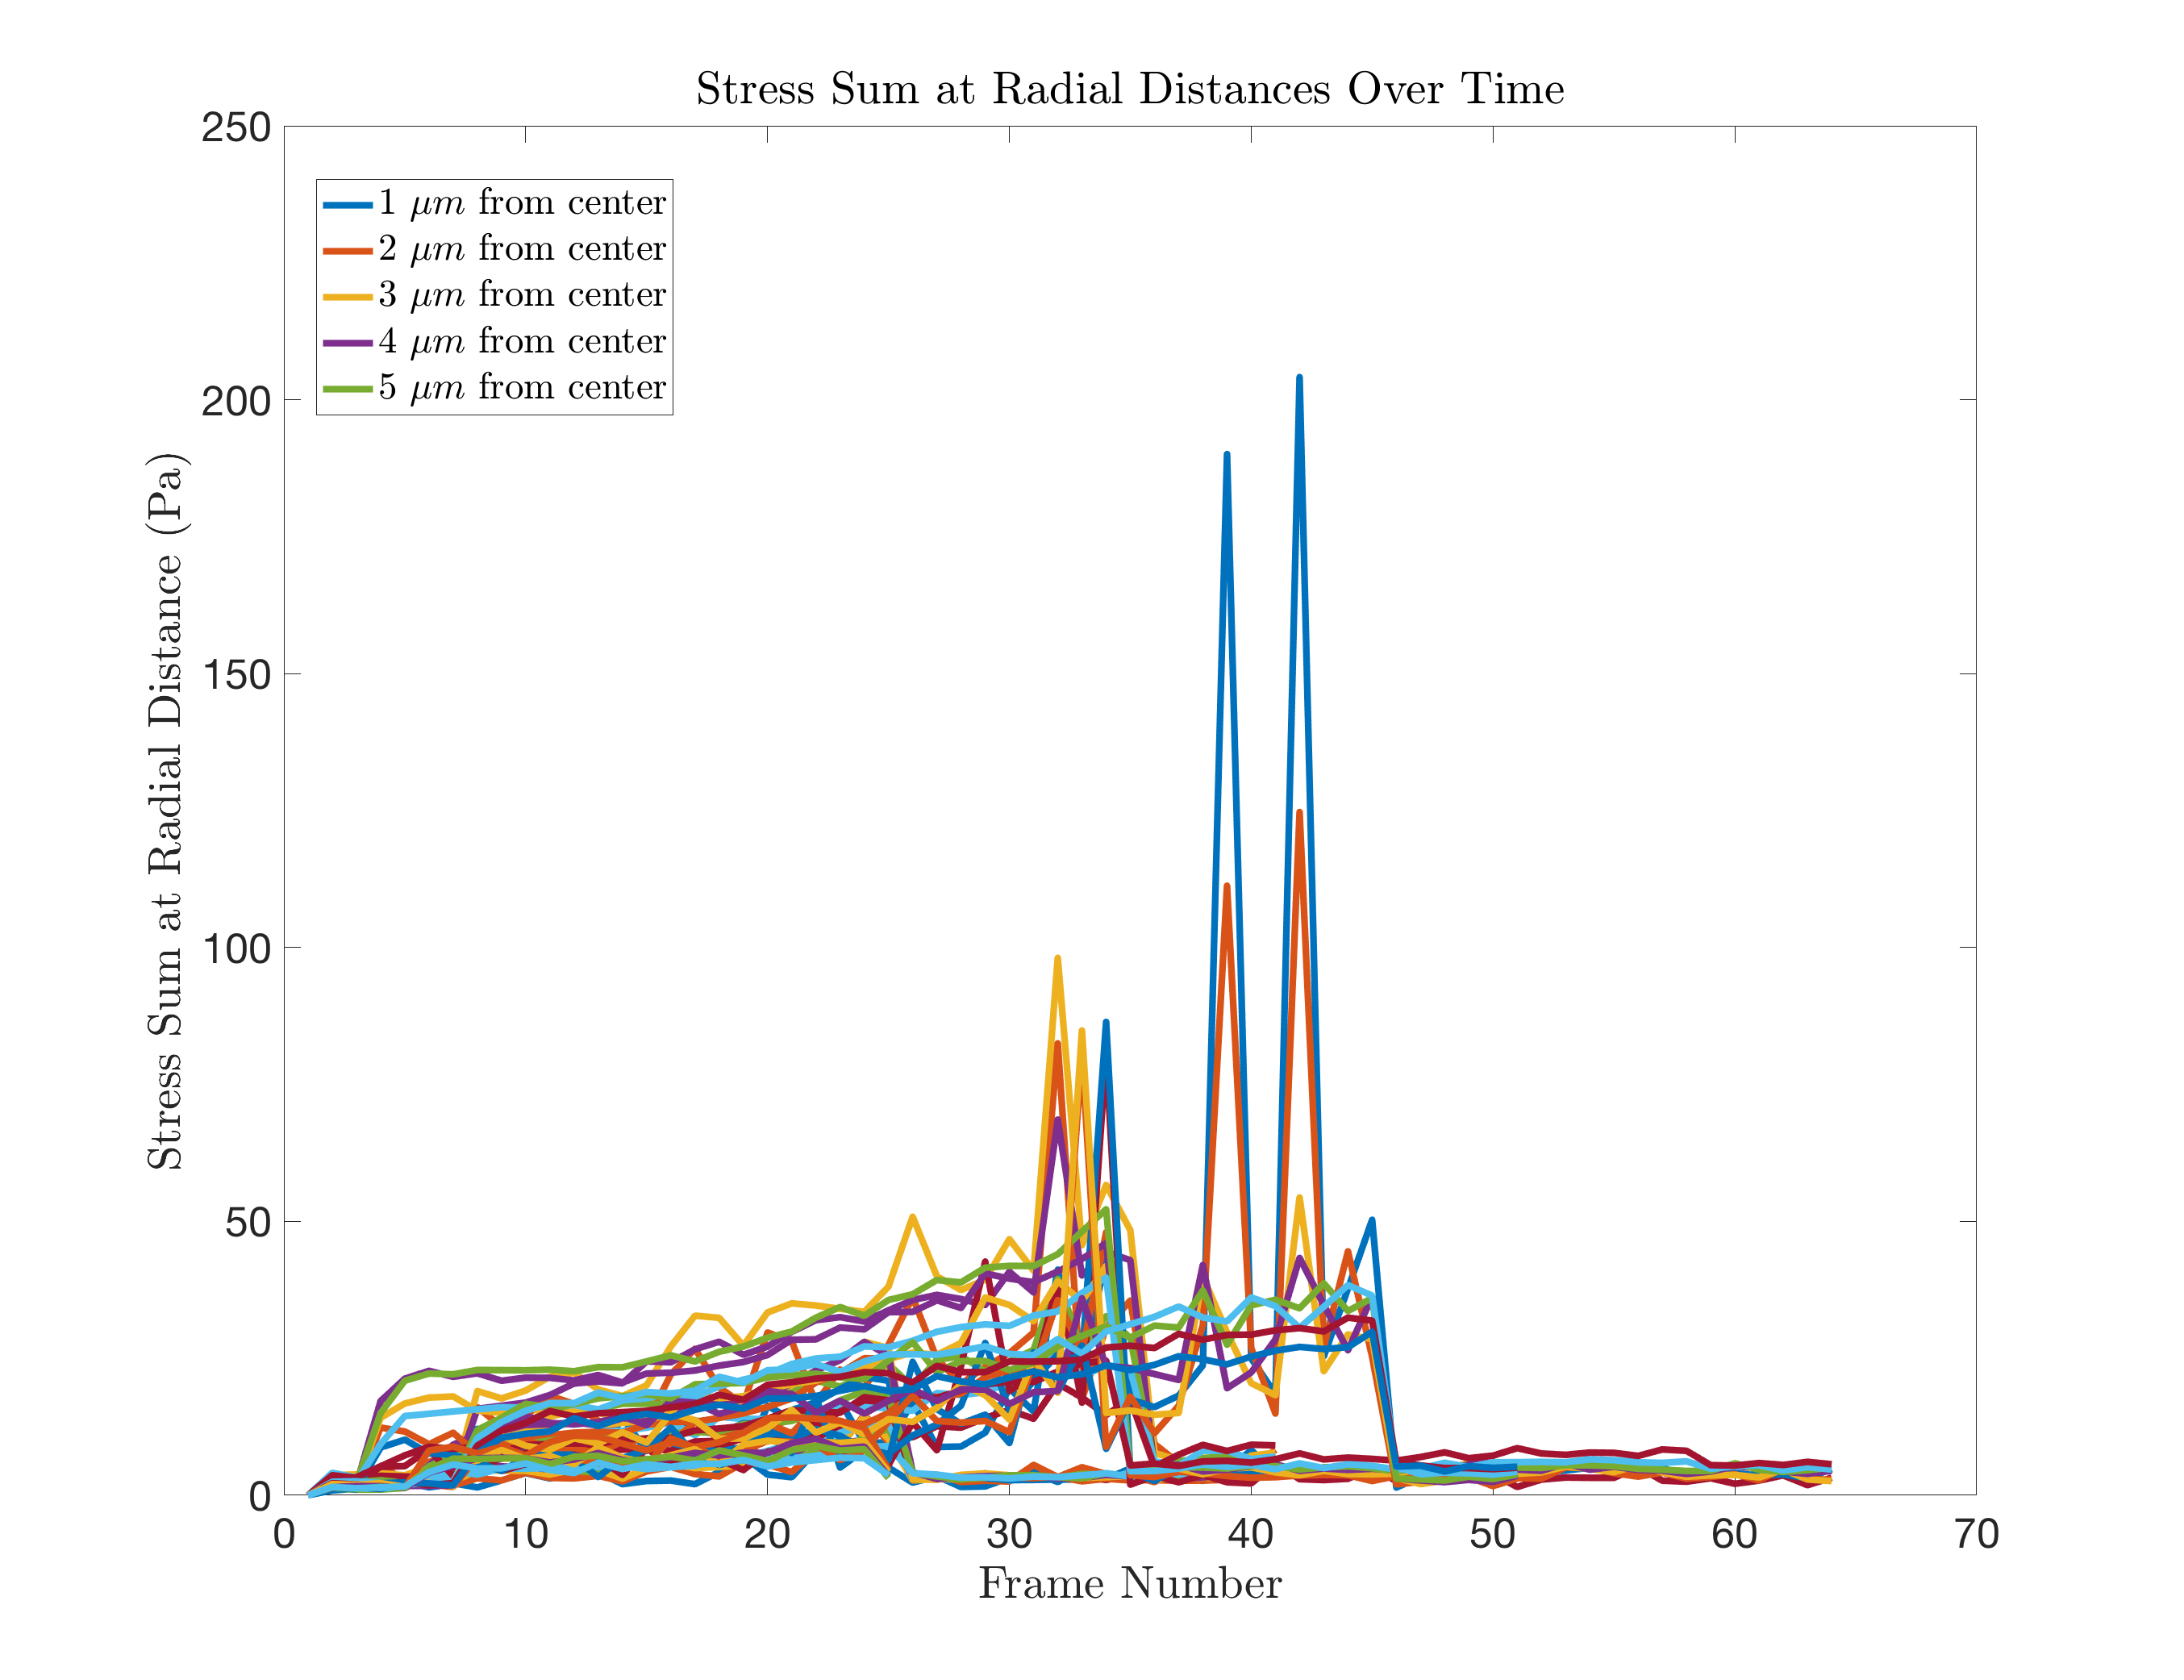 Stress Sum at Radial Distances Over Time
250
200
150
100
50
0
Stress Sum at Radial Distance (Pa)
1 μm from center
2 μm from center
3 μm from center
4 μm from center
5 μm from center
0 10 20 30 40 50 60 70
Frame Number